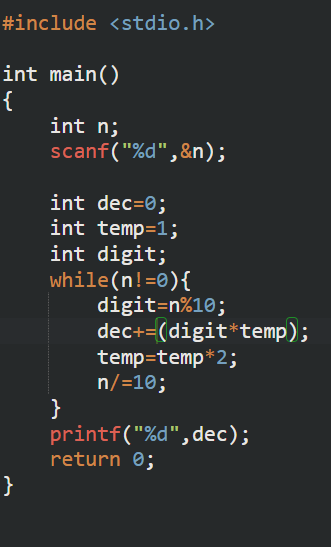 #include <stdio.h>
int main()
{
    int n;
    scanf("%d",&n);
    int dec=0;
    int temp=1;
    int digit;
    while(n!=0){
        digit=n%10;
        dec+=(digit*temp);
        temp=temp*2;
        n/=10;
    }
    printf("%d",dec);
    return 0;
}